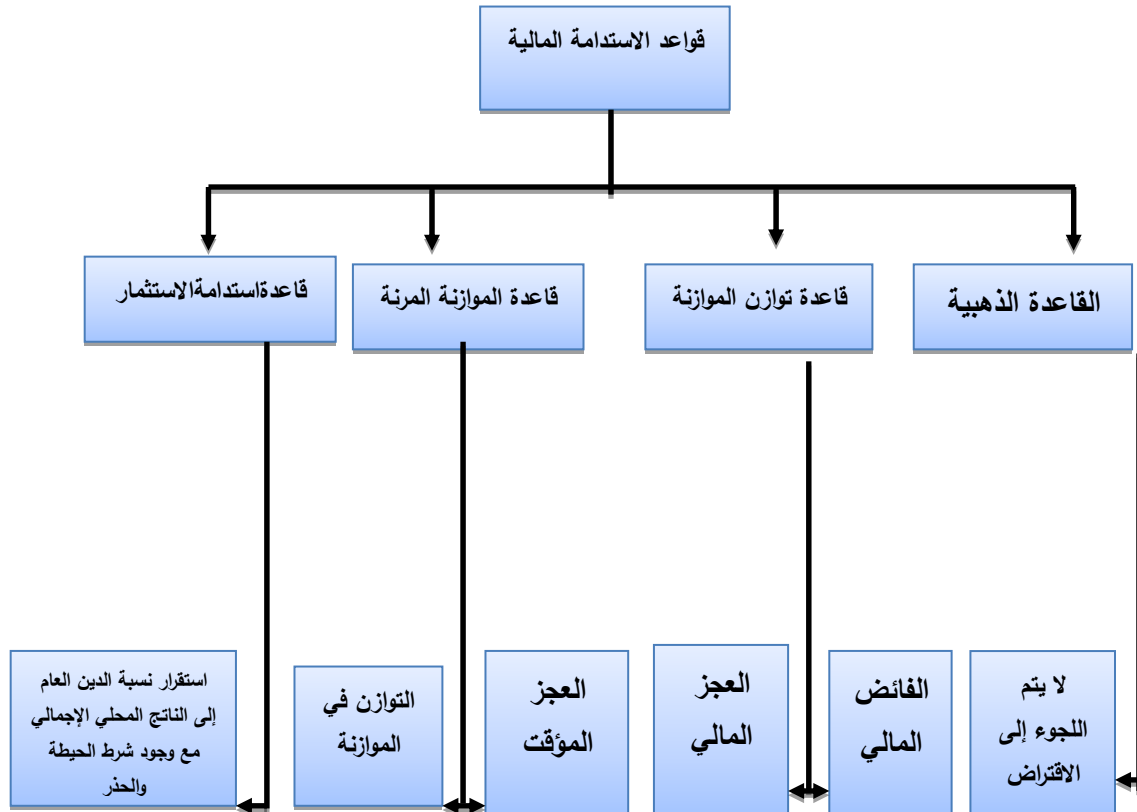 قواعد الاستدامة المالية
القاعدة الذهبية
قاعدة توازن الموازنة
قاعدة الموازنة المرنة
قاعدةاستدامةالاستثمار
لا يتم
اللجوء إلى
الاقتراض
الفائض
المالي
العجز
المالي
العجز
المؤقت
التوازن في
الموازنة
استقرار نسبة الدين العام
إلى الناتج المحلي الإجمالي
مع وجود شرط الحيطة
والحذر